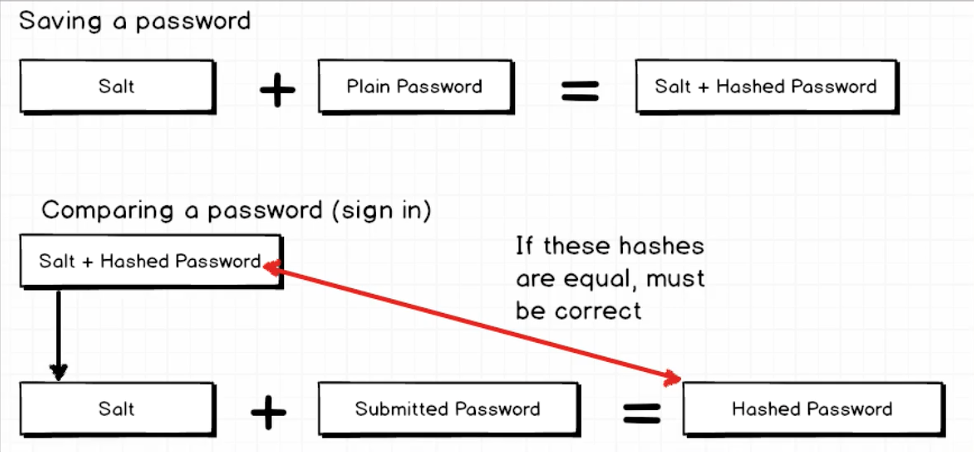 Saving a password
Salt + Plain Password = Salt + Hashed Password
Comparing a password (sign in)
Salt + Hashed Password
If these hashes
are equal, must
be correct
Salt + Submitted Password = Hashed Password